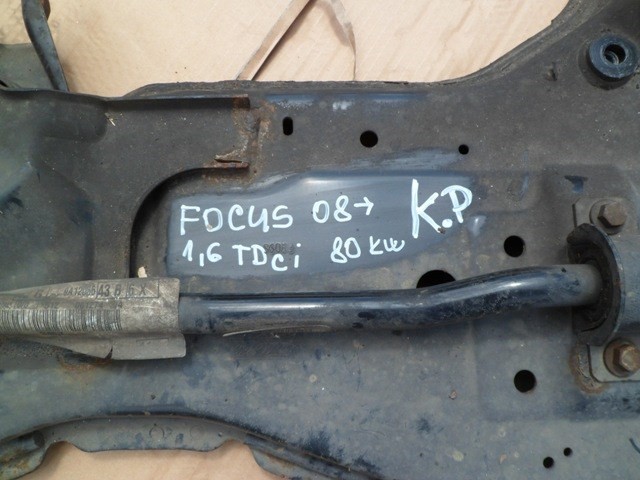 FOCUS 08→ K.P
1,6 TDci 80 kw